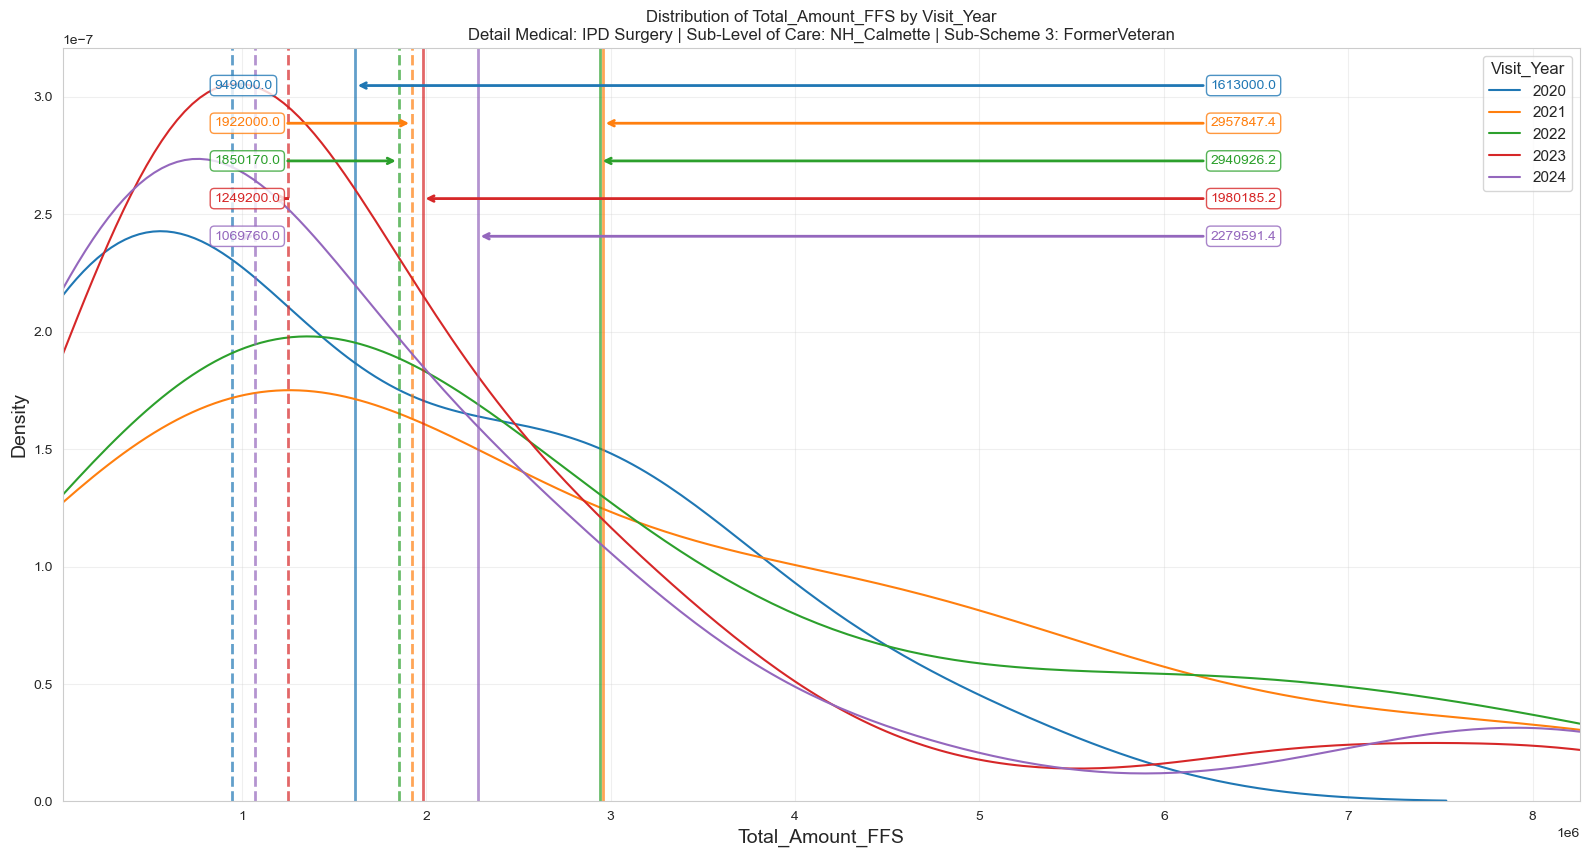 Distribution of Total_Amount_FFS by Visit_Year
Detail Medical: IPD Surgery | Sub-Level of Care: NH_Calmette | Sub-Scheme 3: FormerVeteran
1e−7
3.0
2.5
2.0
1.5
1.0
0.5
0.0
Density
949000.0
1613000.0
1922000.0
2957847.4
1850170.0
2940926.2
1249200.0
1980185.2
1069760.0
2279591.4
Visit_Year
2020
2021
2022
2023
2024
1 2 3 4 5 6 7 8
1e6
Total_Amount_FFS